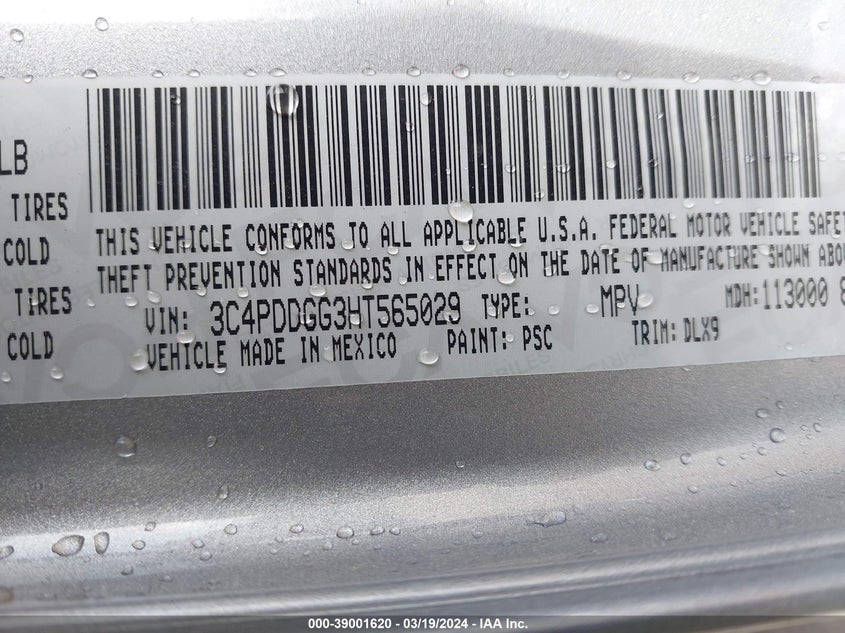 LB
TIRES
COLD
TIRES
COLD
THIS VEHICLE CONFORMS TO ALL APPLICABLE U.S.A. FEDERAL MOTOR VEHICLE SAFET
THEFT PREVENTION STANDARDS IN EFFECT ON THE DATE OF MANUFACTURE SHOWN ABOV
VIN: 3C4PDDGG3HT565029 TYPE: MPV MDH:113000 8
VEHICLE MADE IN MEXICO PAINT: PSC TRIM: DLX9
000-39001620 - 03/19/2024 - IAA Inc.